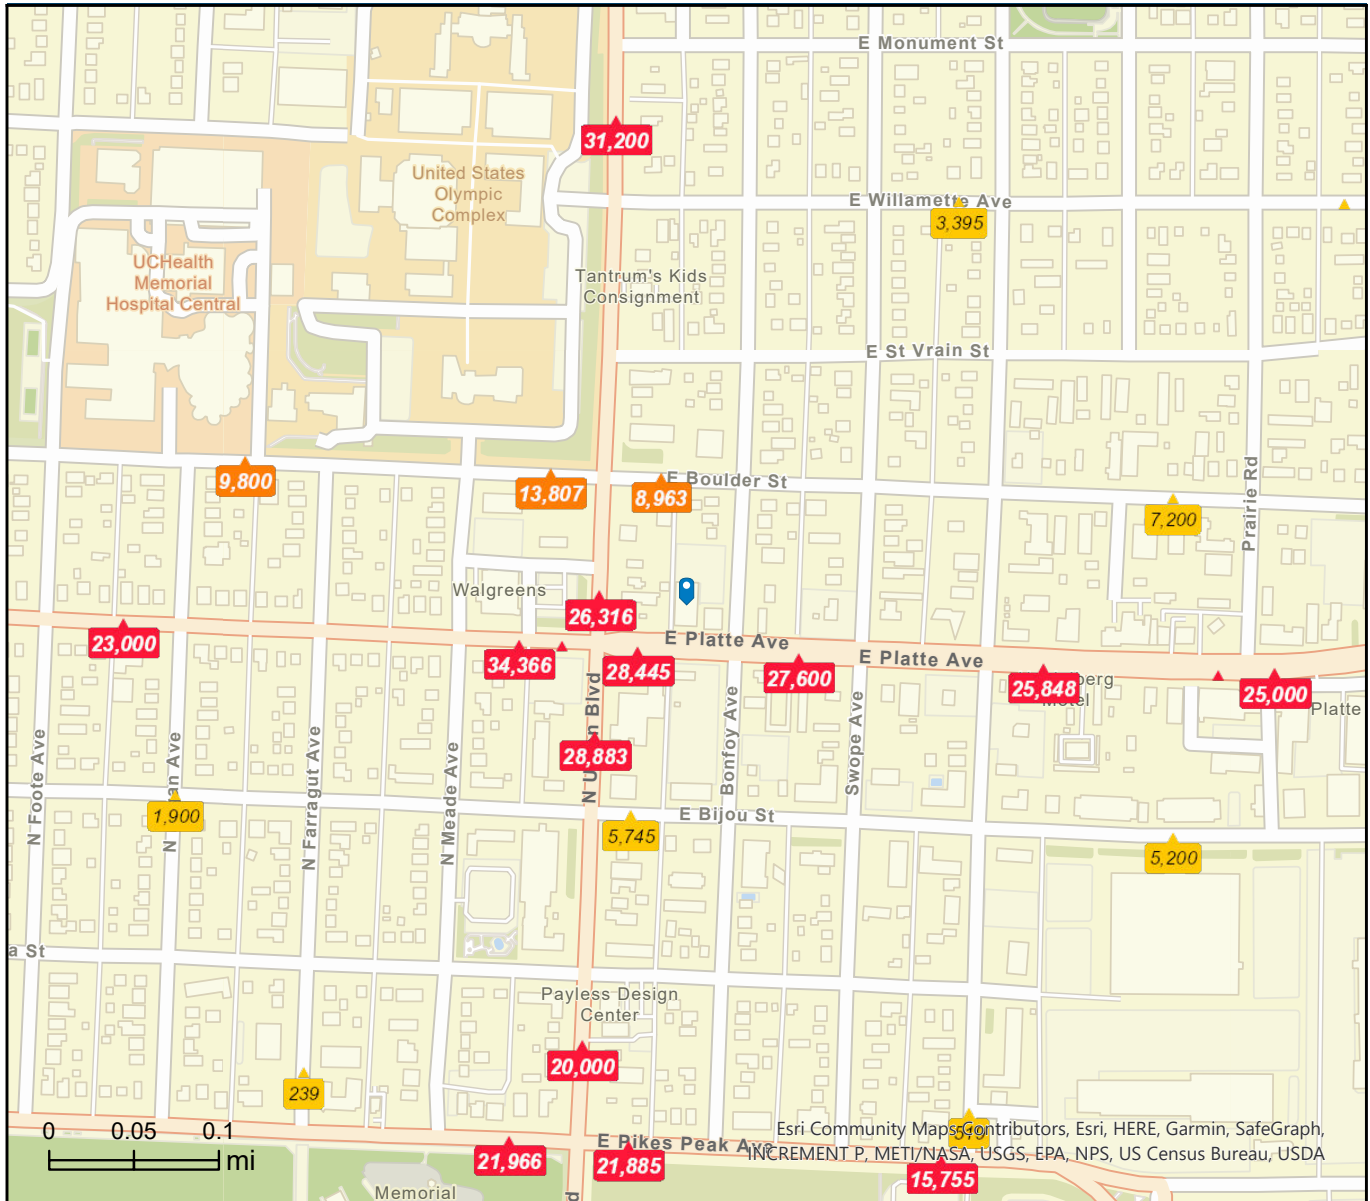 E Monument St
31,200
United States
Olympic
Complex
E Willamette Ave
3,395
UCHealth
Memorial
Hospital Central
Tantrum's Kids
Consignment
E St Vrain St
9,800
13,807
8,963
E Boulder St
7,200
Prairie Rd
Walgreens
26,316
23,000
34,366
28,445
E Platte Ave
27,600
E Platte Ave
25,848
Motel
25,000
Platte
N Foote Ave
N Farragut Ave
N Meade Ave
28,883
Bonfoy Ave
Swope Ave
1,900
5,745
E Bijou St
5,200
a St
Payless Design
Center
20,000
239
519
0 0.05 0.1
mi
21,966
E Pikes Peak Ave
21,885
15,755
Memorial
Esri Community Maps Contributors, Esri, HERE, Garmin, SafeGraph,
INCREMENT P, METI/NASA, USGS, EPA, NPS, US Census Bureau, USDA